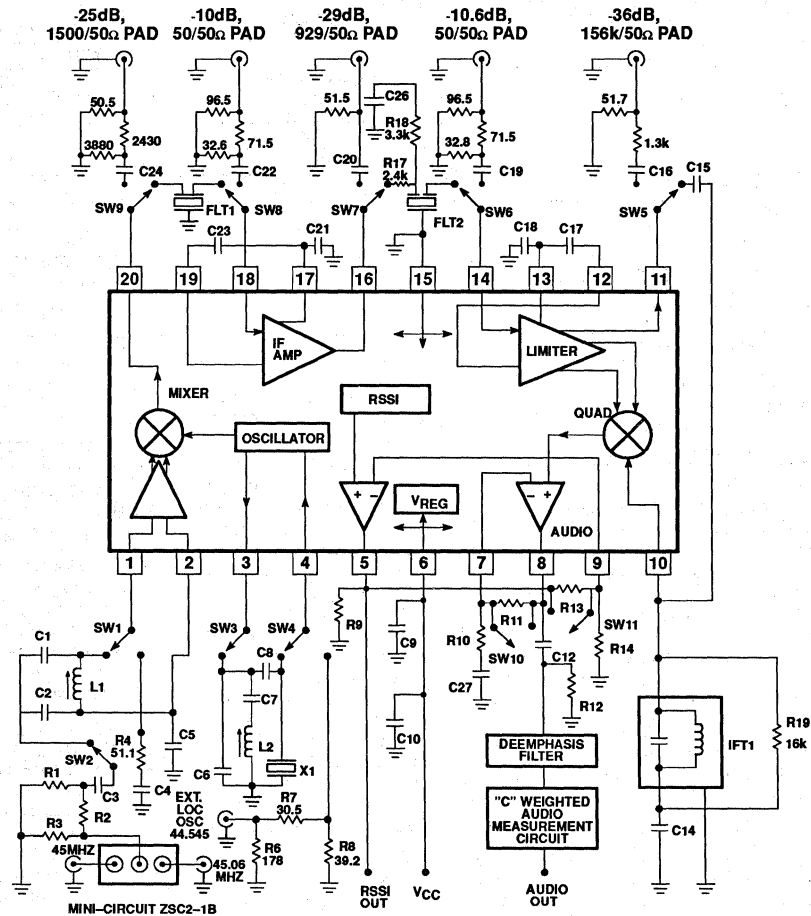 -25dB,
1500/50Ω PAD
-10dB,
50/50Ω PAD
-29dB,
929/50Ω PAD
-10.6dB,
50/50Ω PAD
-36dB,
156k/50Ω PAD
50.5
2430
3880
C24
96.5
71.5
32.6
C22
51.5
C26
R18
3.3k
C20
R17
2.4k
96.5
71.5
32.8
C19
51.7
1.3k
C16
C15
SW9
FLT1
SW8
SW7
FLT2
SW6
SW5
C23
C21
C18
C17
20
19
18
17
16
15
14
13
12
11
IF
AMP
LIMITER
MIXER
RSSI
QUAD
OSCILLATOR
+ −
VREG
− +
AUDIO
1
2
3
4
5
6
7
8
9
10
SW1
C1
L1
C2
SW2
R4
51.1
C5
R1
C3
C4
R2
R3
45MHZ
45.06
MHZ
MINI–CIRCUIT ZSC2–1B
SW3
SW4
C8
C7
L2
C6
X1
EXT.
LOC
OSC
44.545
R7
30.5
R6
178
R8
39.2
R9
C9
C10
RSSI
OUT
VCC
R10
C27
R11
SW10
R13
SW11
R14
C12
R12
DEEMPHASIS
FILTER
"C" WEIGHTED
AUDIO
MEASUREMENT
CIRCUIT
AUDIO
OUT
IFT1
R19
16k
C14